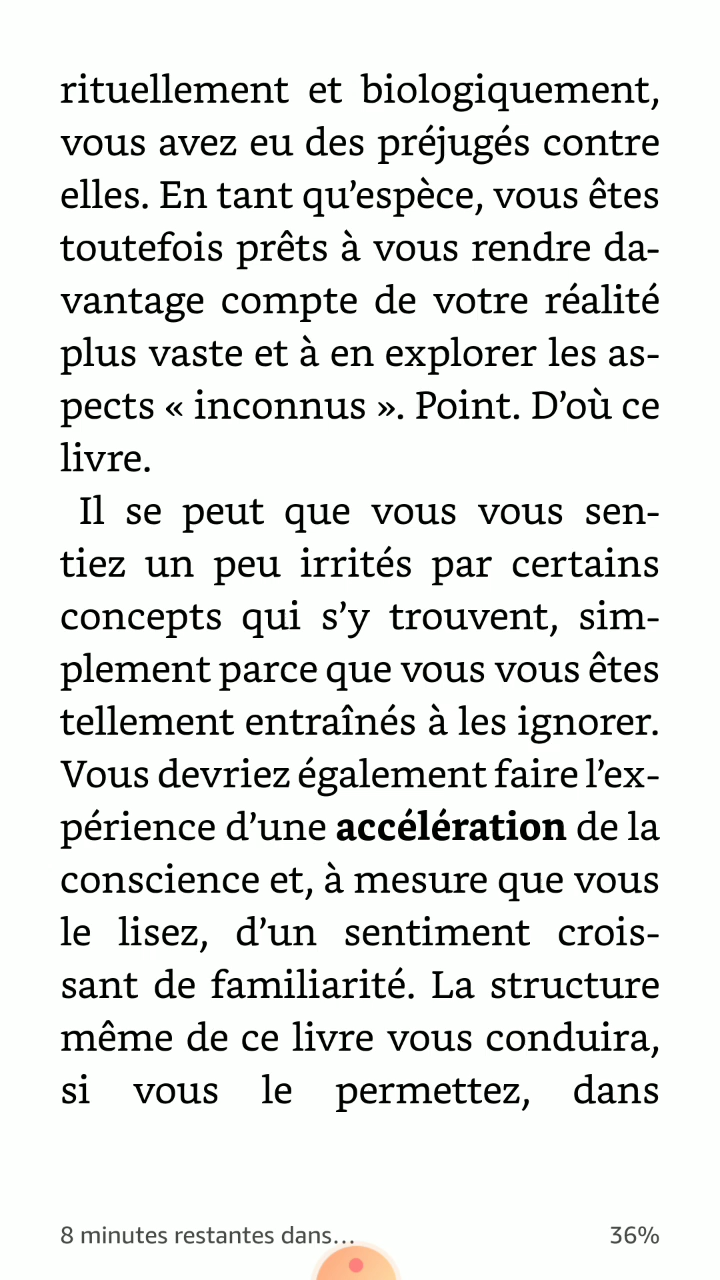 rituellement et biologiquement,
vous avez eu des préjugés contre
elles. En tant qu’espèce, vous êtes
toutefois prêts à vous rendre da-
vantage compte de votre réalité
plus vaste et à en explorer les as-
pects « inconnus ». Point. D’où ce
livre.
Il se peut que vous vous sen-
tiez un peu irrités par certains
concepts qui s’y trouvent, sim-
plement parce que vous vous êtes
tellement entraînés à les ignorer.
Vous devriez également faire l’ex-
périence d’une accélération de la
conscience et, à mesure que vous
le lisez, d’un sentiment crois-
sant de familiarité. La structure
même de ce livre vous conduira,
si vous le permettez, dans
8 minutes restantes dans... 36%